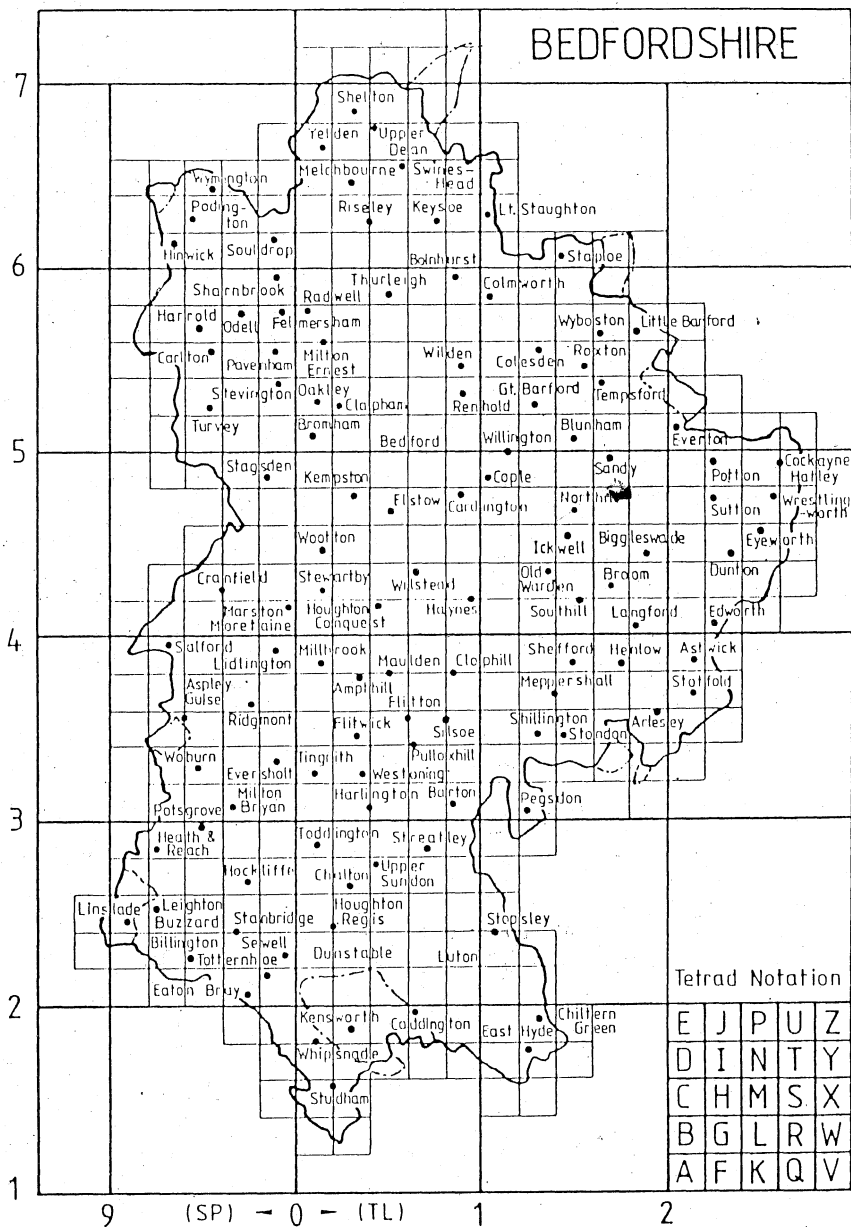 BEDFORDSHIRE
7
Shelton
Yelden
Upper
Dean
Melchbourne
Swines-
Head
Wymington
Podington
Riseley
Keysoe
Lt. Staughton
Hinwick
Souldrop
Bolnhurst
Staploe
6
Sharnbrook
Thurleigh
Colmworth
Radwell
Harrold
Odell
Felmersham
Wyboston
Little Barford
Carlton
Pavenham
Milton
Ernest
Wilden
Colesden
Roxton
Stevington
Oakley
Clapham
Renhold
Gt. Barford
Tempsford
Turvey
Bromham
Bedford
Willington
Blunham
Everton
5
Stagsden
Kempston
Cople
Sandy
Potton
Cockayne
Hatley
Elstow
Cardington
Northill
Sutton
Wrestling
-worth
Wootton
Ickwell
Biggleswade
Eyeworth
Cranfield
Stewartby
Wilstead
Old
Warden
Broom
Dunton
Marston
Moretaine
Houghton
Conquest
Haynes
Southill
Langford
Edworth
4
Salford
Lidlington
Millbrook
Maulden
Clophill
Shefford
Henlow
Astwick
Aspley
Guise
Ampthill
Meppershall
Stotfold
Ridgmont
Flitton
Flitwick
Silsoe
Shillington
Stondon
Arlesey
Woburn
Eversholt
Tingrith
Pulloxhill
Westoning
Milton
Bryan
Harlington
Barton
Pegsdon
3
Potsgrove
Heath &
Reach
Toddington
Streatley
Hockliffe
Chalton
Upper
Sundon
Linslade
Leighton
Buzzard
Stanbridge
Houghton
Regis
Stopsley
Billington
Sewell
Totternhoe
Dunstable
Luton
Tetrad Notation
2
Eaton Bray
Kensworth
Caddington
East Hyde
Chiltern
Green
Whipsnade
Studham
E J P U Z
D I N T Y
C H M S X
B G L R W
A F K Q V
1
9 (SP) ← 0 → (TL) 1 2